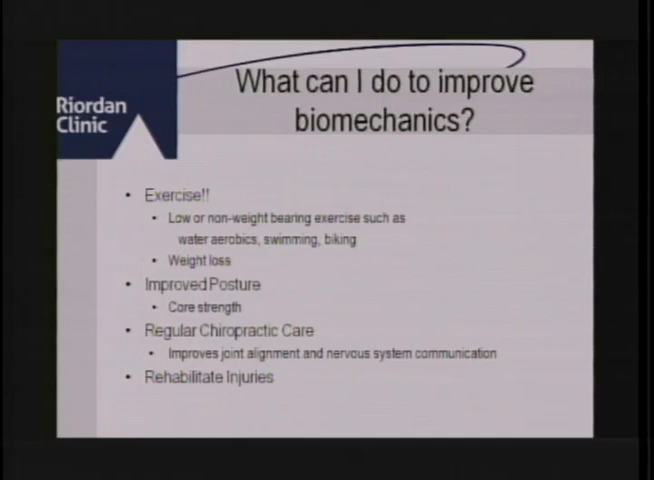 What can I do to improve
biomechanics?
Riordan
Clinic
• Exercise!!
• Low or non-weight bearing exercise such as
water aerobics, swimming, biking
• Weight loss
• Improved Posture
• Core strength
• Regular Chiropractic Care
• Improves joint alignment and nervous system communication
• Rehabilitate Injuries